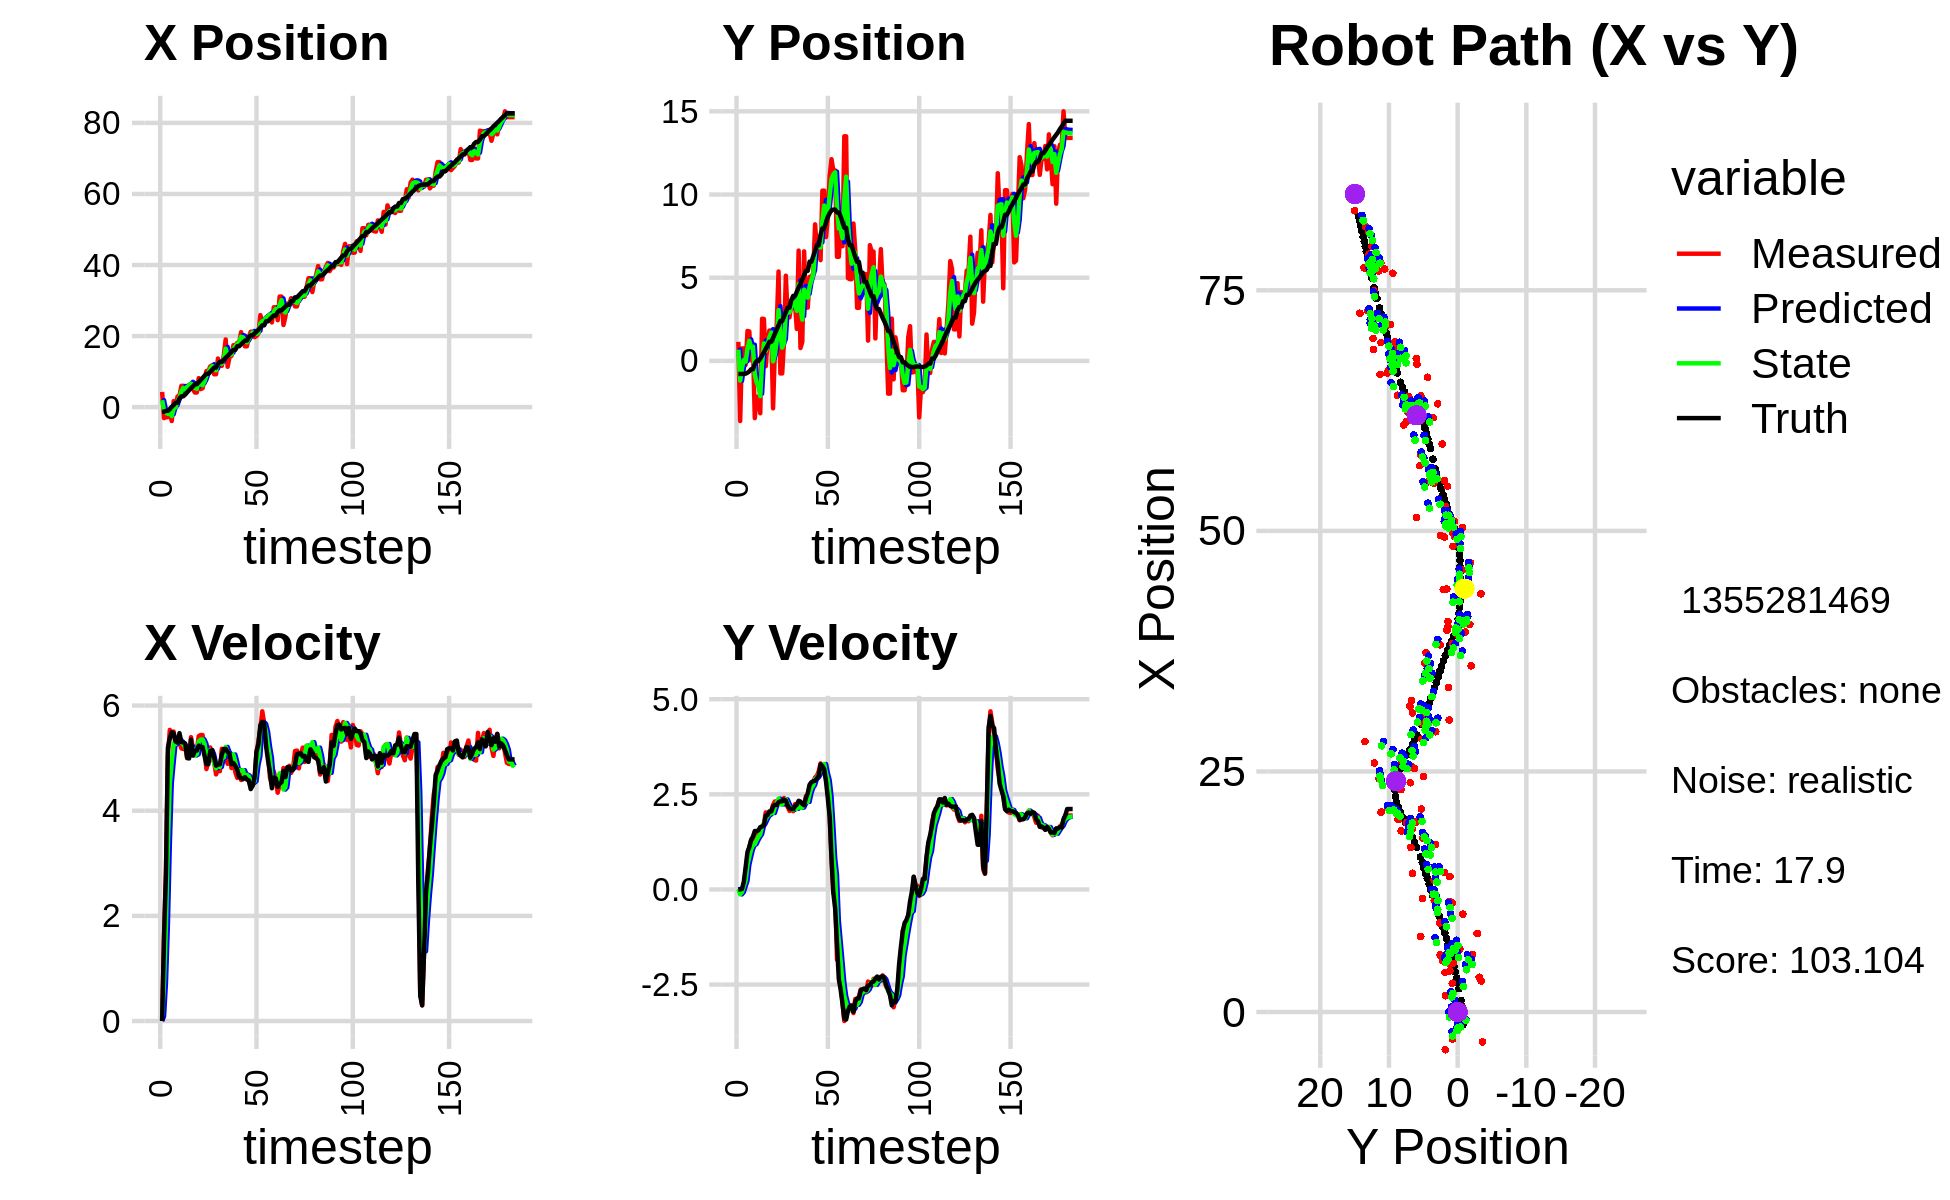 X Position
80
60
40
20
0
0
50
100
150
timestep
Y Position
15
10
5
0
0
50
100
150
timestep
X Velocity
6
4
2
0
0
50
100
150
timestep
Y Velocity
5.0
2.5
0.0
-2.5
0
50
100
150
timestep
Robot Path (X vs Y)
X Position
75
50
25
0
20 10 0 -10 -20
Y Position
variable
Measured
Predicted
State
Truth
1355281469
Obstacles: none
Noise: realistic
Time: 17.9
Score: 103.104